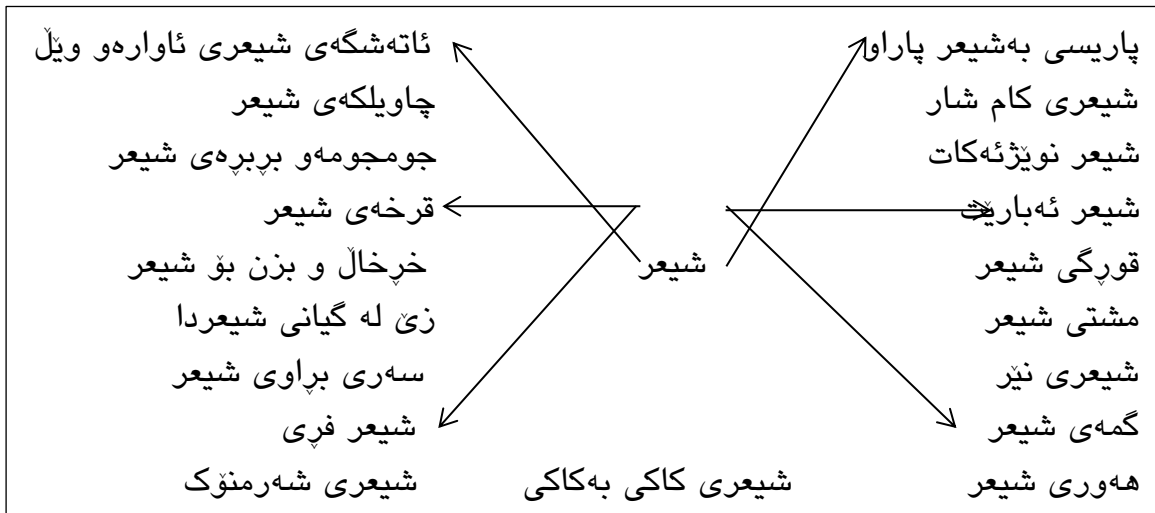 پاریسی بەشیعر پاراو ئاتەشگەی شیعری ئاوارەو وێڵ
شیعری کام شار چاویلکەی شیعر
شیعر نوێژئەکات جومجومەو بڕبڕەی شیعر
شیعر ئەبارێت قرخەی شیعر
قوڕگی شیعر شیعر خڕخاڵ و بزن بۆ شیعر
مشتی شیعر زێ لە گیانی شیعردا
شیعری نێر سەری بڕاوی شیعر
گمەی شیعر شیعر فڕی
هەوری شیعر شیعری کاکی بەکاکی شیعری شەرمنۆک